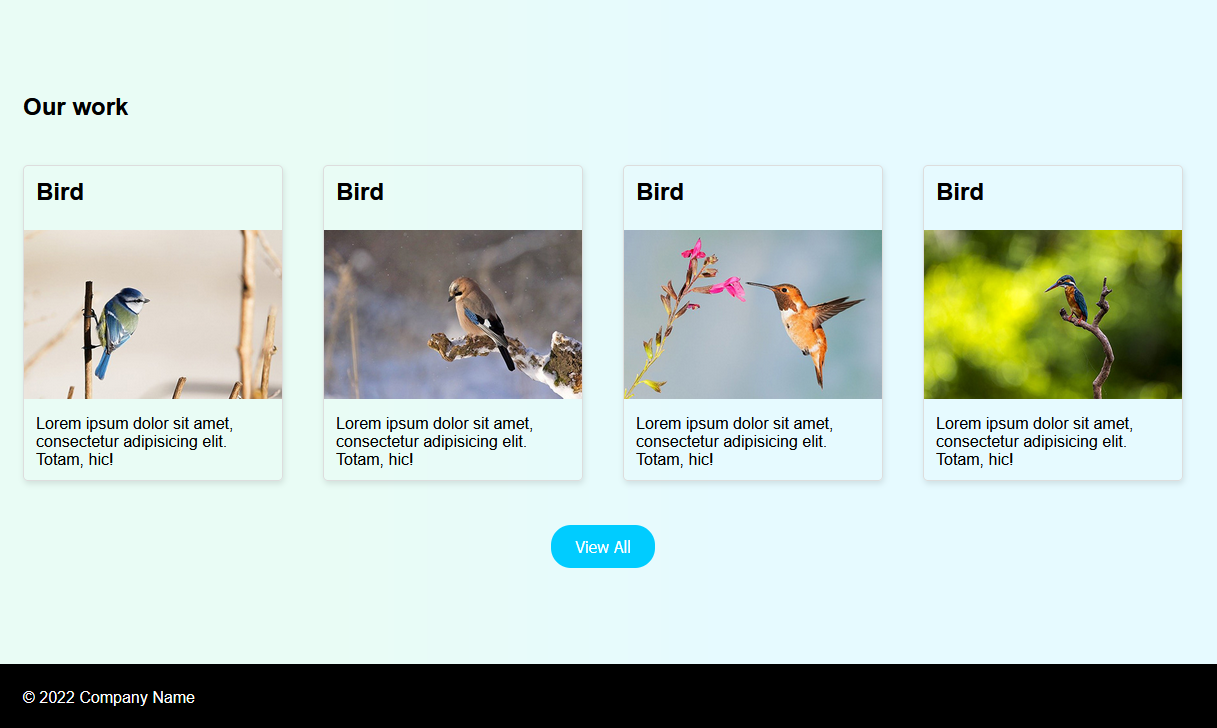 Our work
Bird
Bird
Bird
Bird
Lorem ipsum dolor sit amet,
consectetur adipisicing elit.
Totam, hic!
Lorem ipsum dolor sit amet,
consectetur adipisicing elit.
Totam, hic!
Lorem ipsum dolor sit amet,
consectetur adipisicing elit.
Totam, hic!
Lorem ipsum dolor sit amet,
consectetur adipisicing elit.
Totam, hic!
View All
© 2022 Company Name